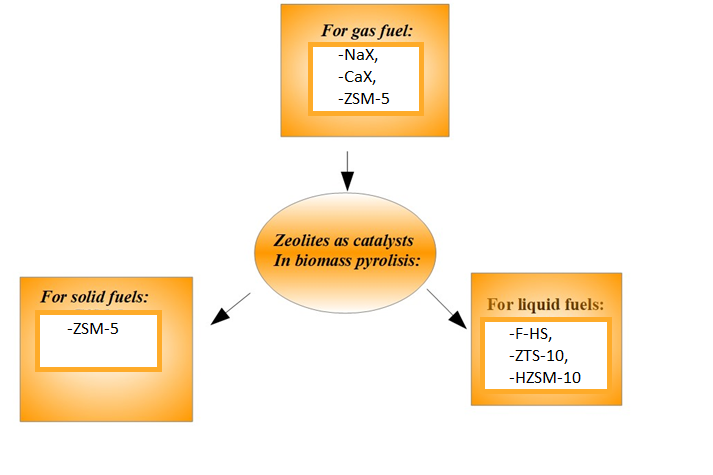 For gas fuel:
-NaX,
-CaX,
-ZSM-5
Zeolites as catalysts
In biomass pyrolisis:
For solid fuels:
-ZSM-5
For liquid fuels:
-F-HS,
-ZTS-10,
-HZSM-10